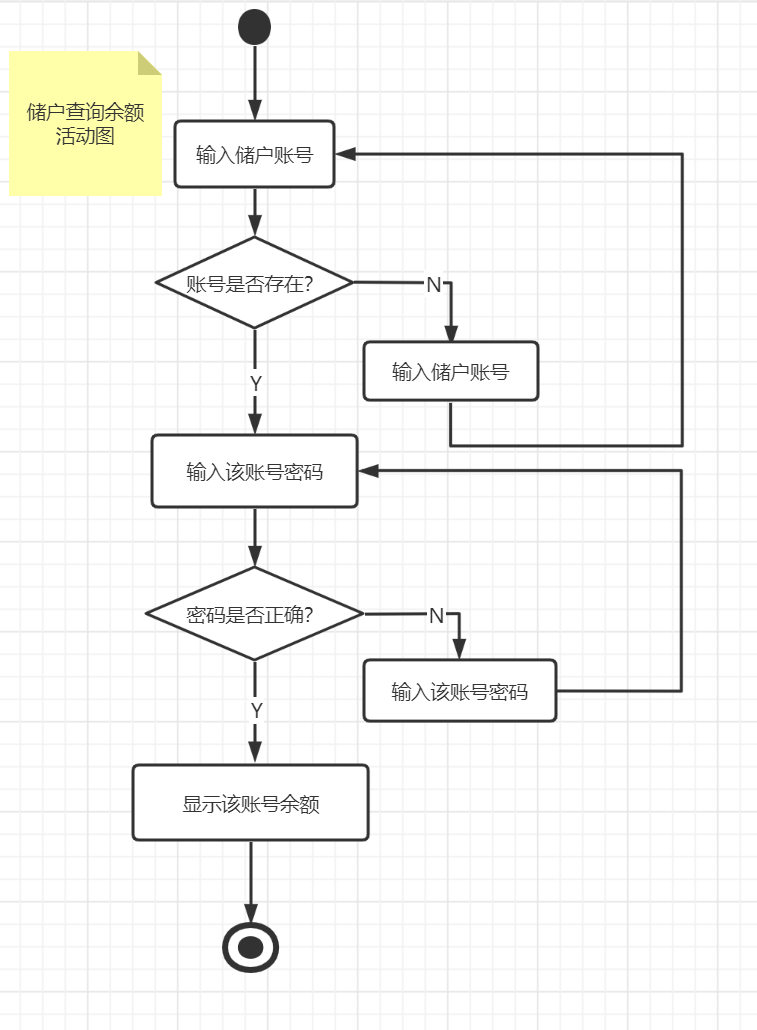 储户查询余额
活动图
输入储户账号
账号是否存在?
N
输入储户账号
Y
输入该账号密码
密码是否正确?
N
输入该账号密码
Y
显示该账号余额